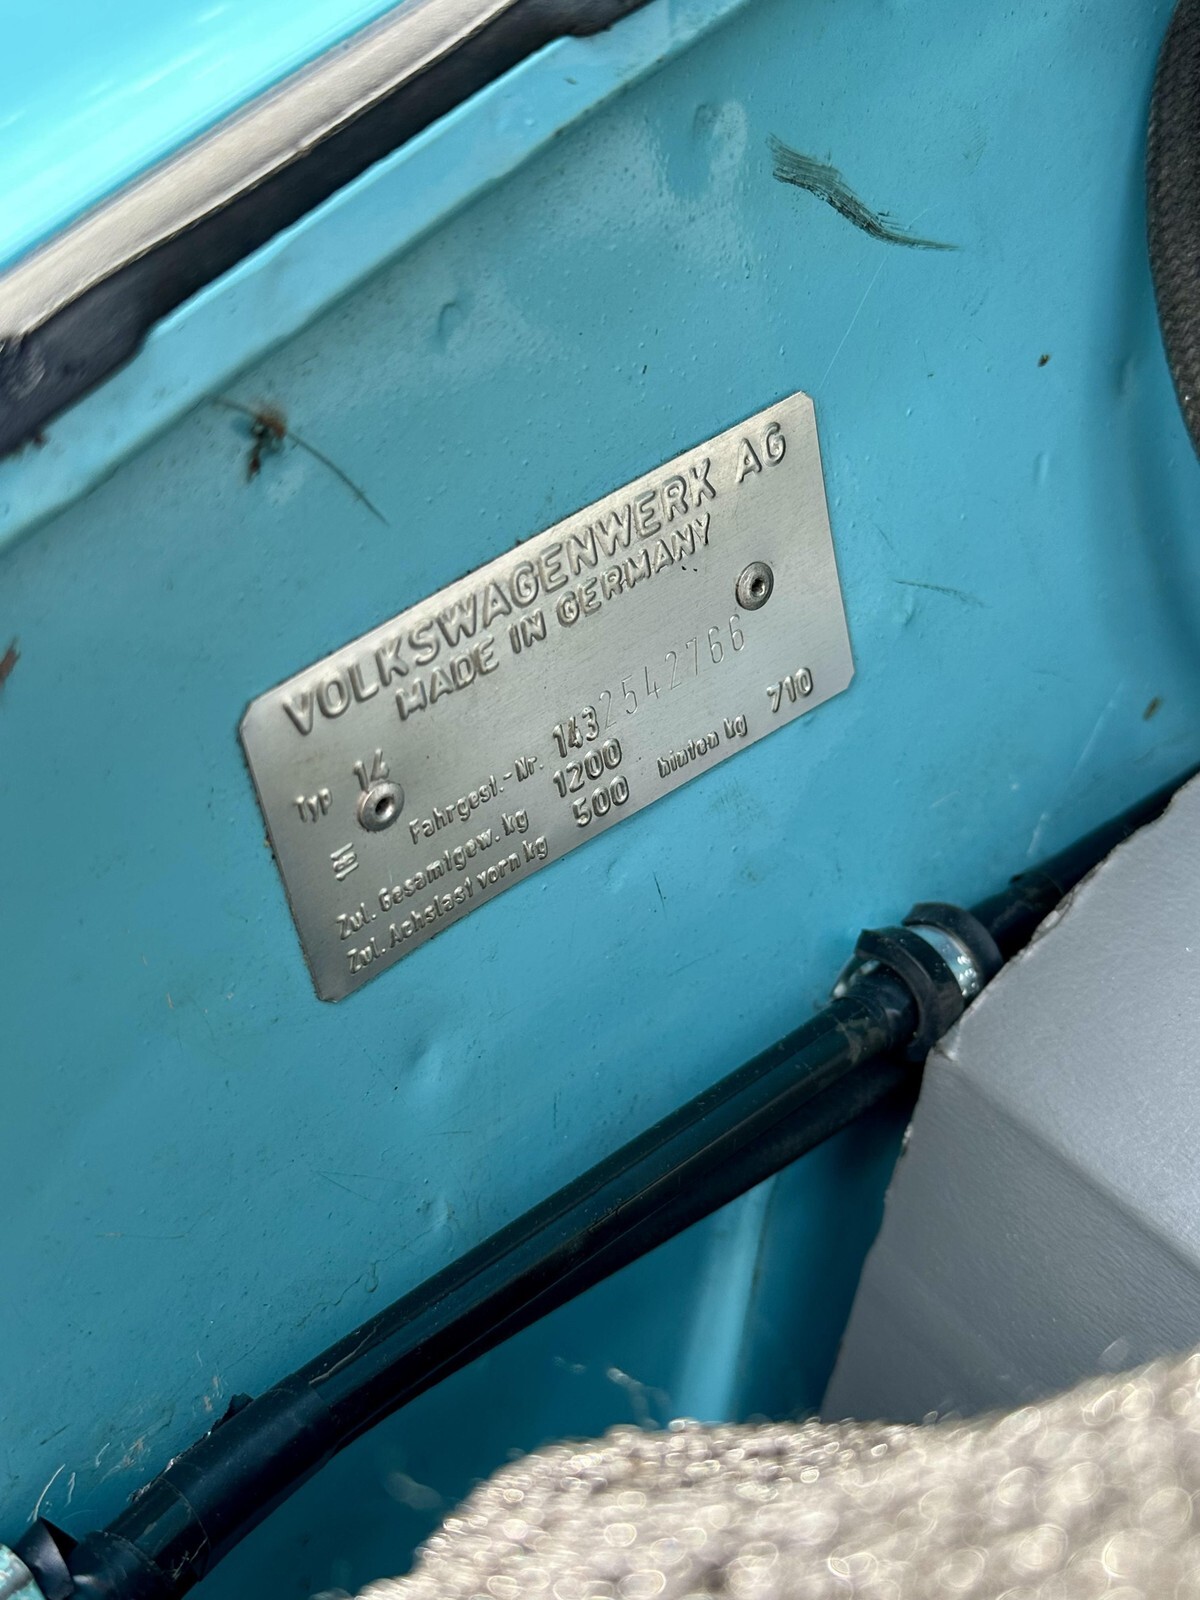 VOLKSWAGENWERK AG
MADE IN GERMANY
Typ 14
Fahrgest.-Nr. 1432542766
Zul. Gesamtgew. kg 1200
Zul. Achslast vorn kg 500 hinten kg 710